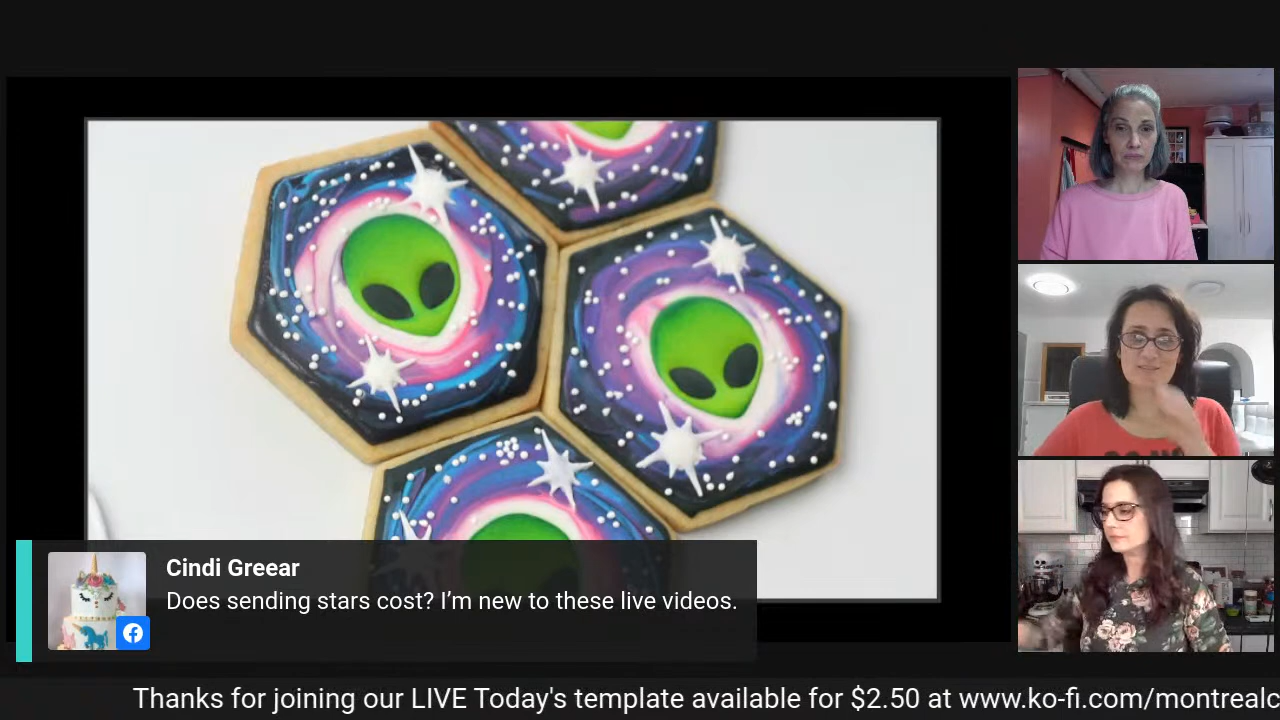 Cindi Greear
Does sending stars cost? I’m new to these live videos.
Thanks for joining our LIVE Today's template available for $2.50 at www.ko-fi.com/montrealc